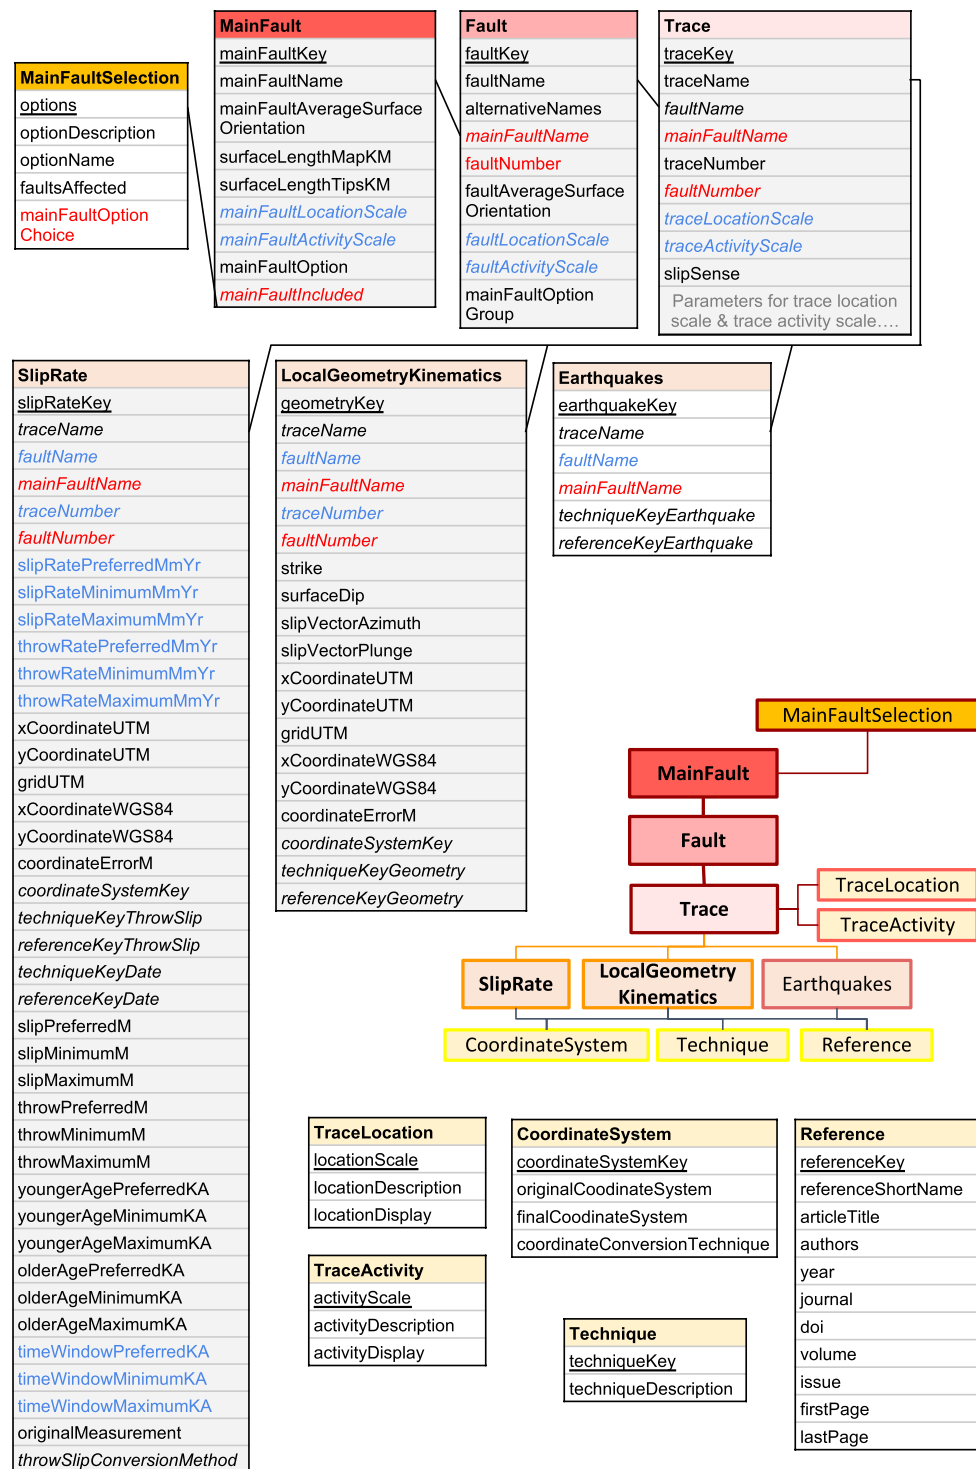 MainFaultSelection
options
optionDescription
optionName
faultsAffected
mainFaultOption
Choice
MainFault
mainFaultKey
mainFaultName
mainFaultAverageSurface
Orientation
surfaceLengthMapKM
surfaceLengthTipsKM
mainFaultLocationScale
mainFaultActivityScale
mainFaultOption
mainFaultIncluded
Fault
faultKey
faultName
alternativeNames
mainFaultName
faultNumber
faultAverageSurface
Orientation
faultLocationScale
faultActivityScale
mainFaultOption
Group
Trace
traceKey
traceName
faultName
mainFaultName
traceNumber
faultNumber
traceLocationScale
traceActivityScale
slipSense
Parameters for trace location
scale & trace activity scale....
SlipRate
slipRateKey
traceName
faultName
mainFaultName
traceNumber
faultNumber
slipRatePreferredMmYr
slipRateMinimumMmYr
slipRateMaximumMmYr
throwRatePreferredMmYr
throwRateMinimumMmYr
throwRateMaximumMmYr
xCoordinateUTM
yCoordinateUTM
gridUTM
xCoordinateWGS84
yCoordinateWGS84
coordinateErrorM
coordinateSystemKey
techniqueKeyThrowSlip
referenceKeyThrowSlip
techniqueKeyDate
referenceKeyDate
slipPreferredM
slipMinimumM
slipMaximumM
throwPreferredM
throwMinimumM
throwMaximumM
youngerAgePreferredKA
youngerAgeMinimumKA
youngerAgeMaximumKA
olderAgePreferredKA
olderAgeMinimumKA
olderAgeMaximumKA
timeWindowPreferredKA
timeWindowMinimumKA
timeWindowMaximumKA
originalMeasurement
throwSlipConversionMethod
LocalGeometryKinematics
geometryKey
traceName
faultName
mainFaultName
traceNumber
faultNumber
strike
surfaceDip
slipVectorAzimuth
slipVectorPlunge
xCoordinateUTM
yCoordinateUTM
gridUTM
xCoordinateWGS84
yCoordinateWGS84
coordinateErrorM
coordinateSystemKey
techniqueKeyGeometry
referenceKeyGeometry
Earthquakes
earthquakeKey
traceName
faultName
mainFaultName
techniqueKeyEarthquake
referenceKeyEarthquake
MainFaultSelection
MainFault
Fault
Trace
TraceLocation
TraceActivity
SlipRate
LocalGeometry
Kinematics
Earthquakes
CoordinateSystem
Technique
Reference
TraceLocation
locationScale
locationDescription
locationDisplay
TraceActivity
activityScale
activityDescription
activityDisplay
CoordinateSystem
coordinateSystemKey
originalCoodinateSystem
finalCoodinateSystem
coordinateConversionTechnique
Technique
techniqueKey
techniqueDescription
Reference
referenceKey
referenceShortName
articleTitle
authors
year
journal
doi
volume
issue
firstPage
lastPage